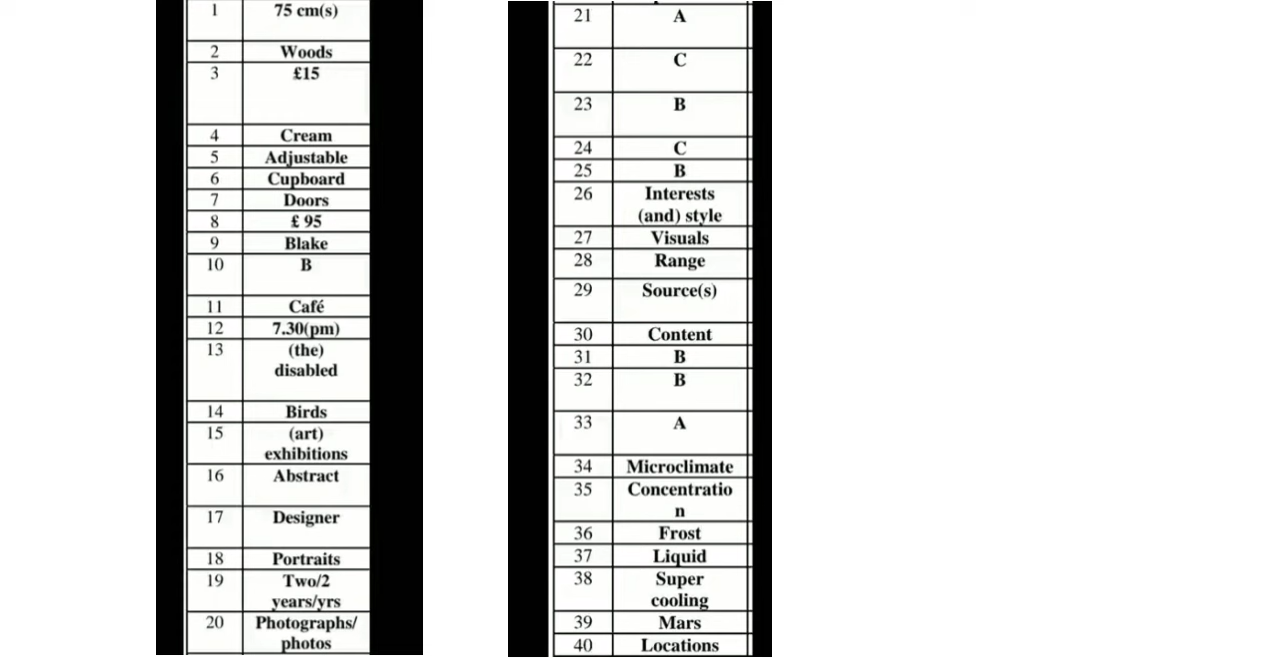 1 75 cm(s)
2 Woods
3 £15
4 Cream
5 Adjustable
6 Cupboard
7 Doors
8 £ 95
9 Blake
10 B
11 Café
12 7.30(pm)
13 (the)
disabled
14 Birds
15 (art)
exhibitions
16 Abstract
17 Designer
18 Portraits
19 Two/2
years/yrs
20 Photographs/
photos
21 A
22 C
23 B
24 C
25 B
26 Interests
(and) style
27 Visuals
28 Range
29 Source(s)
30 Content
31 B
32 B
33 A
34 Microclimate
35 Concentratio
n
36 Frost
37 Liquid
38 Super
cooling
39 Mars
40 Locations